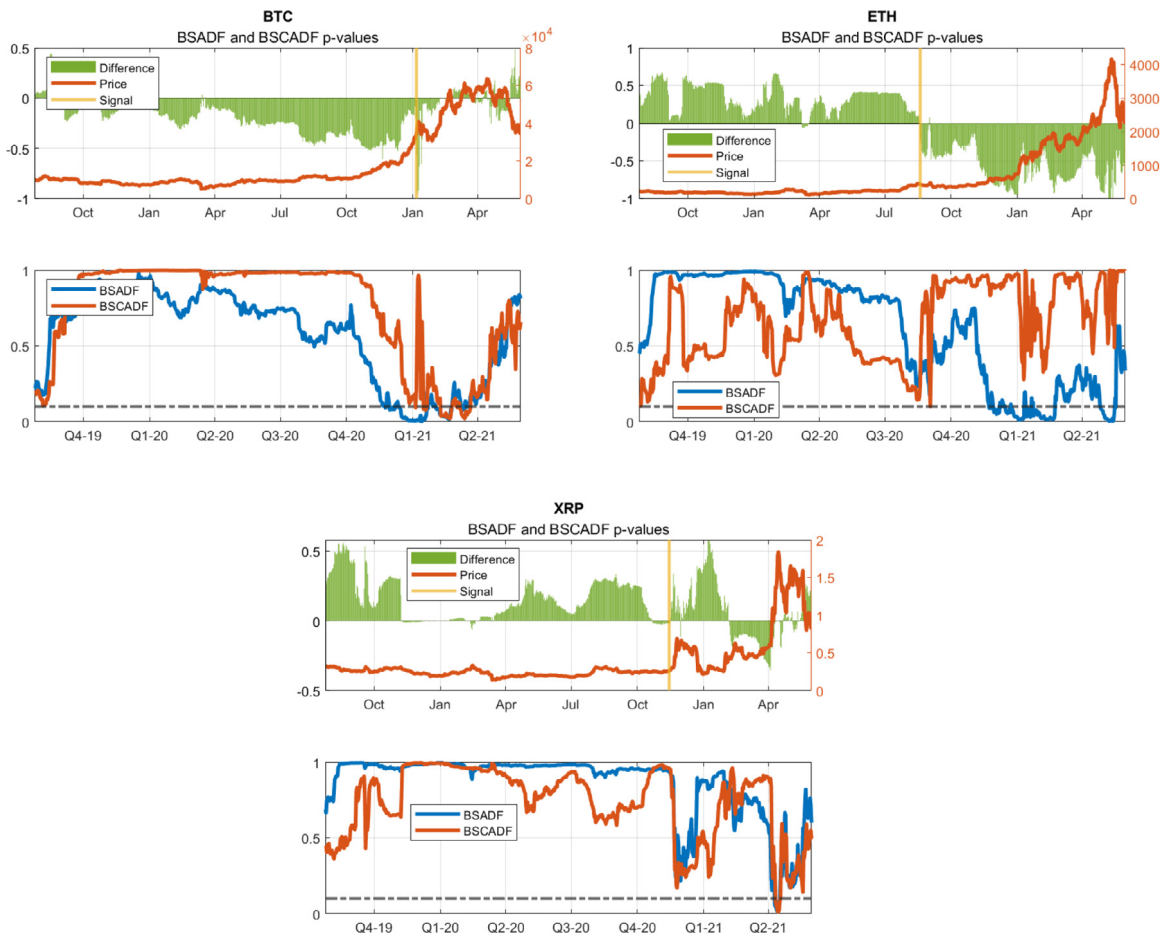 BTC
BSADF and BSCADF p-values
0.5
0
-0.5
-1
8
×10⁴
6
4
2
0
Difference
Price
Signal
Oct
Jan
Apr
Jul
Oct
Jan
Apr
1
0.5
0
BSADF
BSCADF
Q4-19
Q1-20
Q2-20
Q3-20
Q4-20
Q1-21
Q2-21
ETH
BSADF and BSCADF p-values
1
0.5
0
-0.5
-1
4000
3000
2000
1000
0
Difference
Price
Signal
Oct
Jan
Apr
Jul
Oct
Jan
Apr
1
0.5
0
BSADF
BSCADF
Q4-19
Q1-20
Q2-20
Q3-20
Q4-20
Q1-21
Q2-21
XRP
BSADF and BSCADF p-values
0.5
0
-0.5
2
1.5
1
0.5
0
Difference
Price
Signal
Oct
Jan
Apr
Jul
Oct
Jan
Apr
1
0.5
0
BSADF
BSCADF
Q4-19
Q1-20
Q2-20
Q3-20
Q4-20
Q1-21
Q2-21